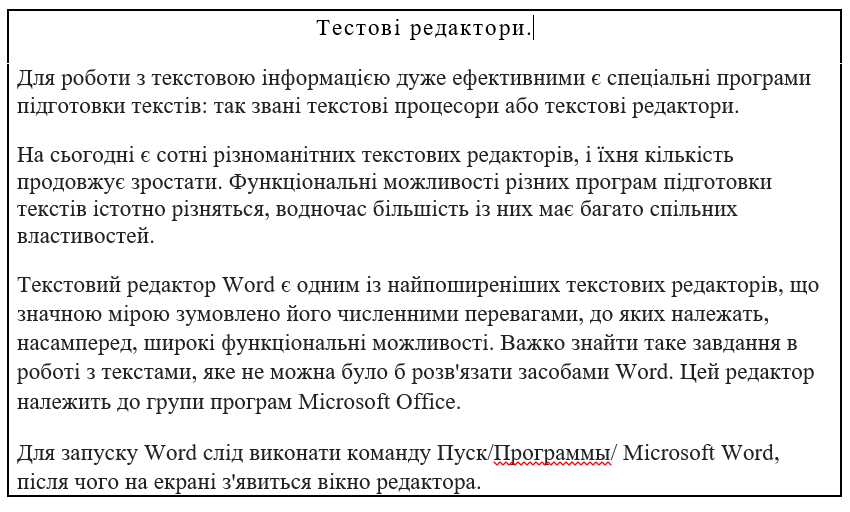 Тестові редактори.
Для роботи з текстовою інформацією дуже ефективними є спеціальні програми
підготовки текстів: так звані текстові процесори або текстові редактори.
На сьогодні є сотні різноманітних текстових редакторів, і їхня кількість
продовжує зростати. Функціональні можливості різних програм підготовки
текстів істотно різняться, водночас більшість із них має багато спільних
властивостей.
Текстовий редактор Word є одним із найпоширеніших текстових редакторів, що
значною мірою зумовлено його численними перевагами, до яких належать,
насамперед, широкі функціональні можливості. Важко знайти таке завдання в
роботі з текстами, яке не можна було б розв'язати засобами Word. Цей редактор
належить до групи програм Microsoft Office.
Для запуску Word слід виконати команду Пуск/Программы/ Microsoft Word,
після чого на екрані з'явиться вікно редактора.